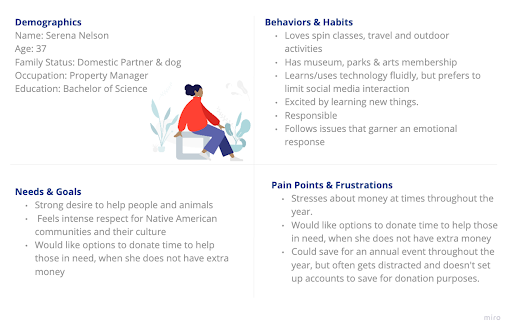 Demographics
Name: Serena Nelson
Age: 37
Family Status: Domestic Partner & dog
Occupation: Property Manager
Education: Bachelor of Science
Behaviors & Habits
• Loves spin classes, travel and outdoor
activities
• Has museum, parks & arts membership
• Learns/uses technology fluidly, but prefers to
limit social media interaction
• Excited by learning new things.
• Responsible
• Follows issues that garner an emotional
response
Needs & Goals
• Strong desire to help people and animals
• Feels intense respect for Native American
communities and their culture
• Would like options to donate time to help
those in need, when she does not have extra
money
Pain Points & Frustrations
• Stresses about money at times throughout the
year.
• Would like options to donate time to help those
in need, when she does not have extra money
• Could save for an annual event throughout the
year, but often gets distracted and doesn't set
up accounts to save for donation purposes.
miro